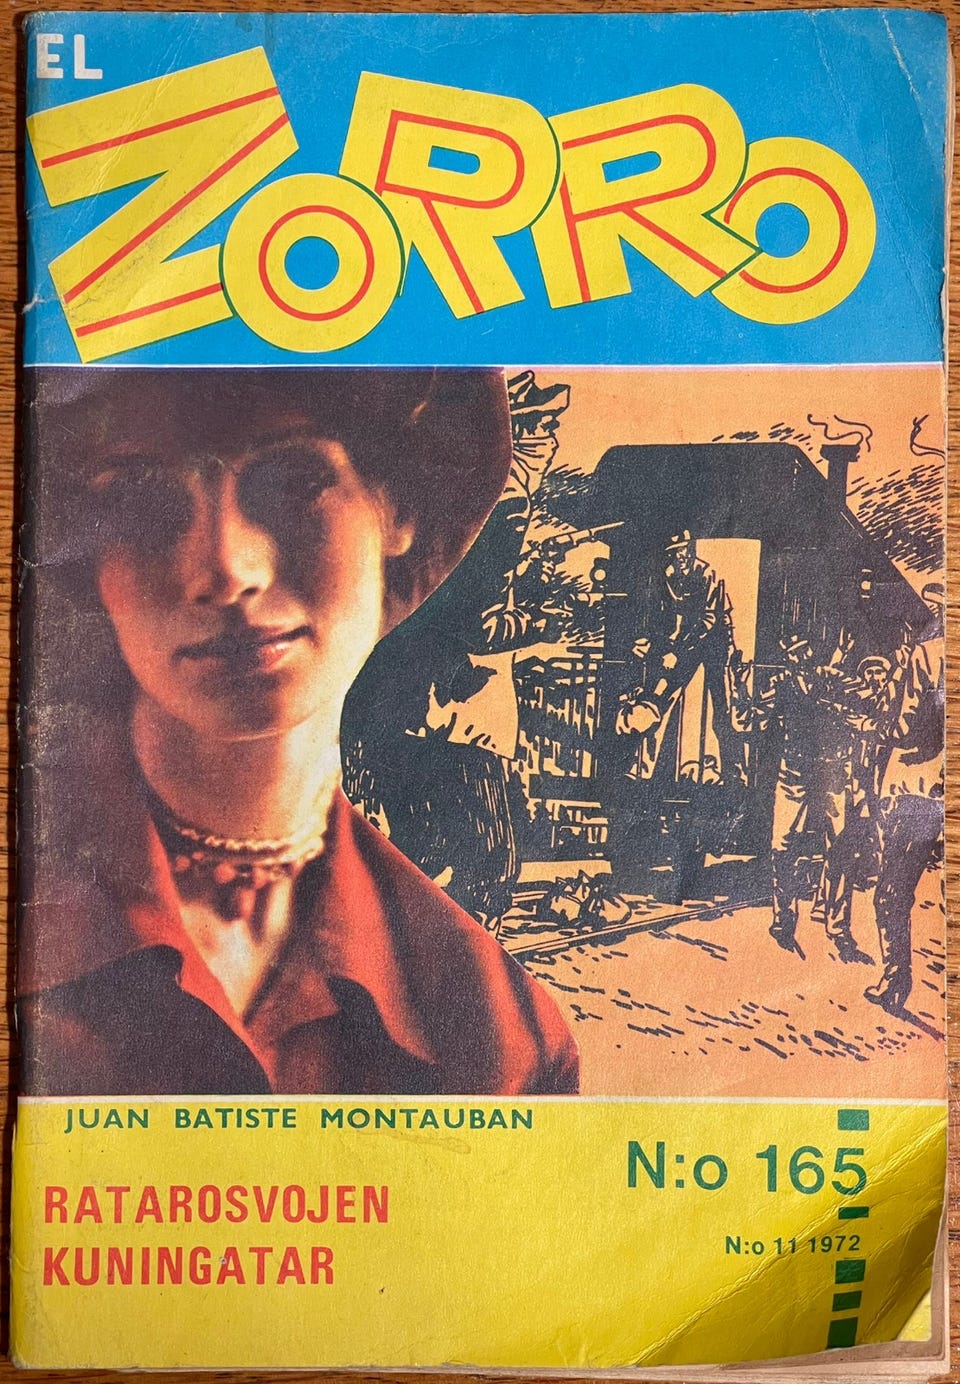 EL
ZORRO
JUAN BATISTE MONTAUBAN
N:o 165
RATAROSVOJEN
KUNINGATAR
N:o 11 1972